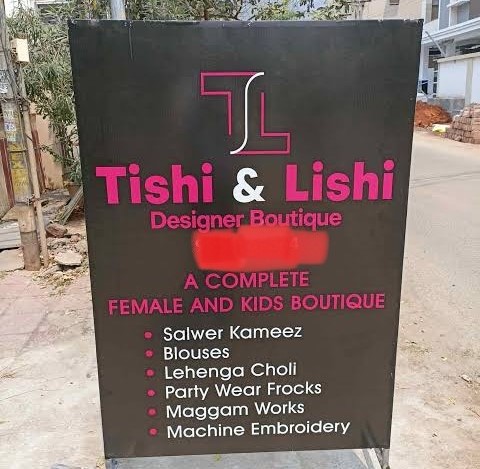 TL
Tishi & Lishi
Designer Boutique
A COMPLETE
FEMALE AND KIDS BOUTIQUE
• Salwer Kameez
• Blouses
• Lehenga Choli
• Party Wear Frocks
• Maggam Works
• Machine Embroidery